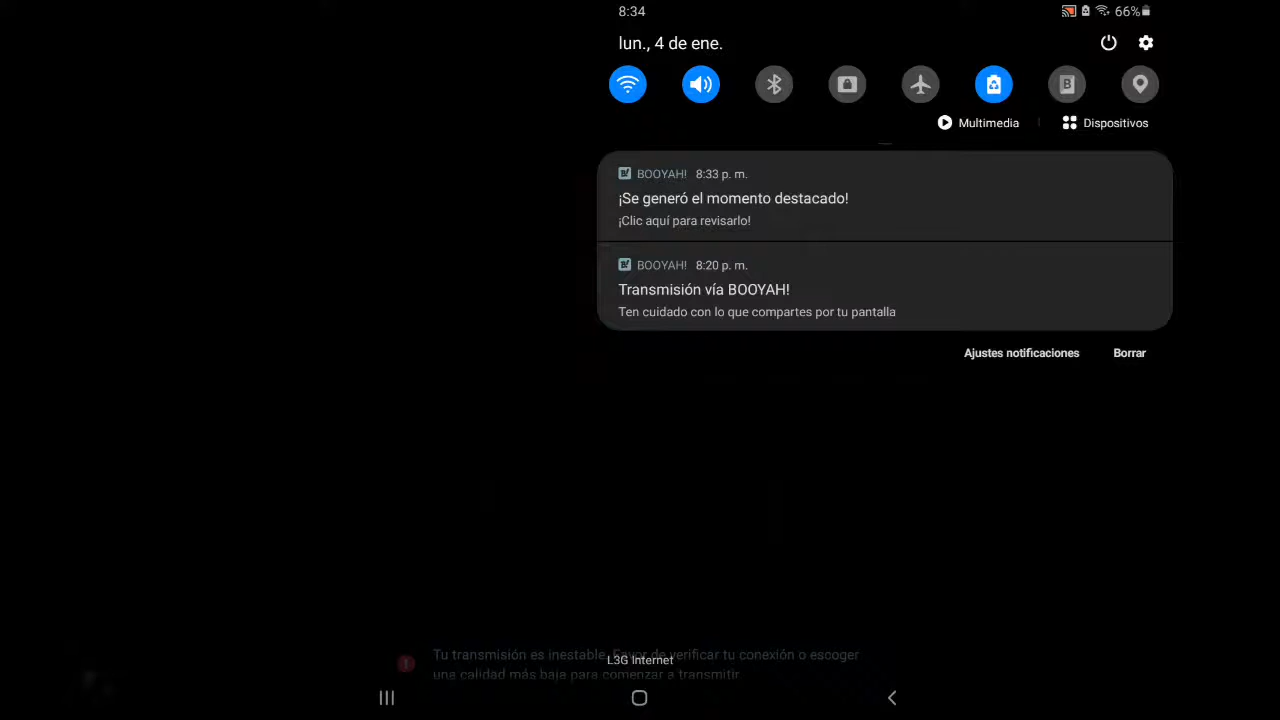 8:34
66%
lun., 4 de ene.
Multimedia
Dispositivos
BOOYAH! 8:33 p. m.
¡Se generó el momento destacado!
¡Clic aquí para revisarlo!
BOOYAH! 8:20 p. m.
Transmisión vía BOOYAH!
Ten cuidado con lo que compartes por tu pantalla
Ajustes notificaciones
Borrar
Tu transmisión es inestable. Favor de verificar tu conexión o escoger
L3G Internet
una calidad más baja para comenzar a transmitir